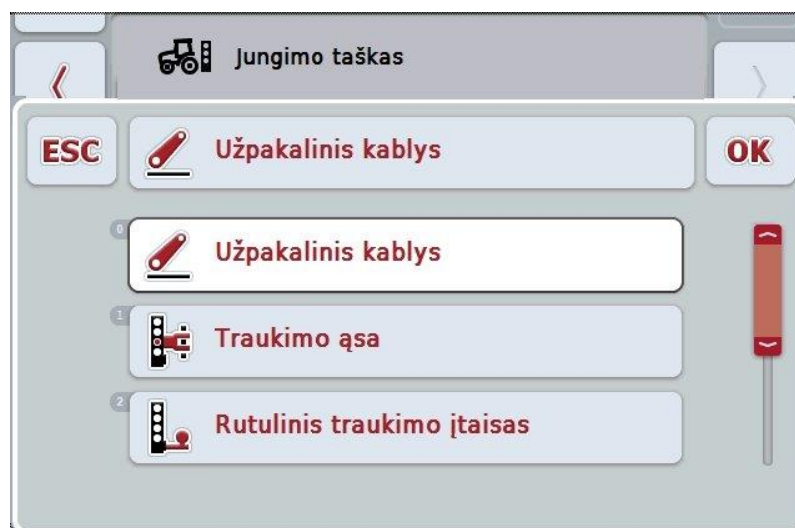 Jungimo taškas
ESC
Užpakalinis kablys
OK
0
Užpakalinis kablys
1
Traukimo ąsa
2
Rutulinis traukimo įtaisas